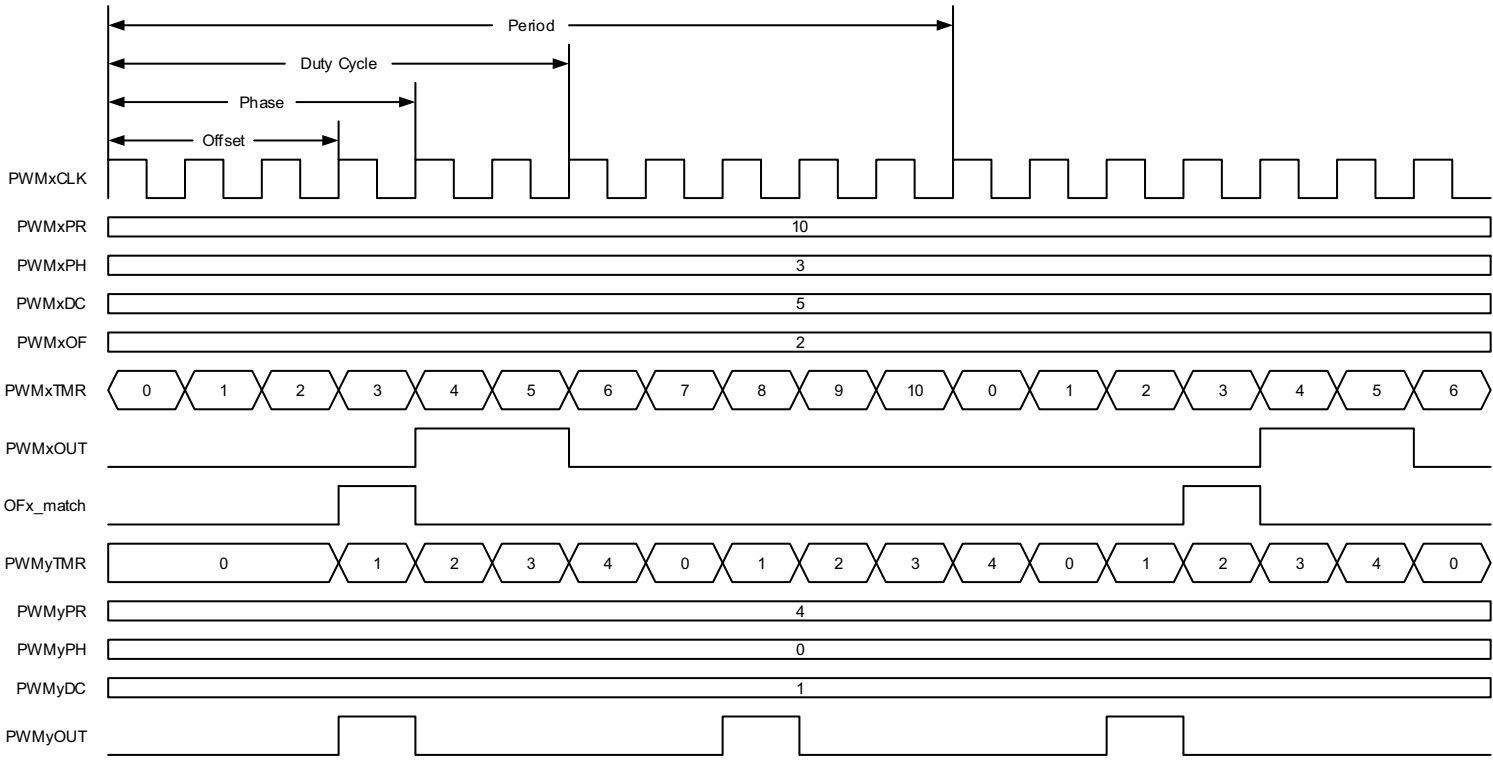 Period
Duty Cycle
Phase
Offset
PWMxCLK
PWMxPR 10
PWMxPH 3
PWMxDC 5
PWMxOF 2
PWMxTMR 0 1 2 3 4 5 6 7 8 9 10 0 1 2 3 4 5 6
PWMxOUT
OFx_match
PWMyTMR 0 1 2 3 4 0 1 2 3 4 0 1 2 3 4 0
PWMyPR 4
PWMyPH 0
PWMyDC 1
PWMyOUT